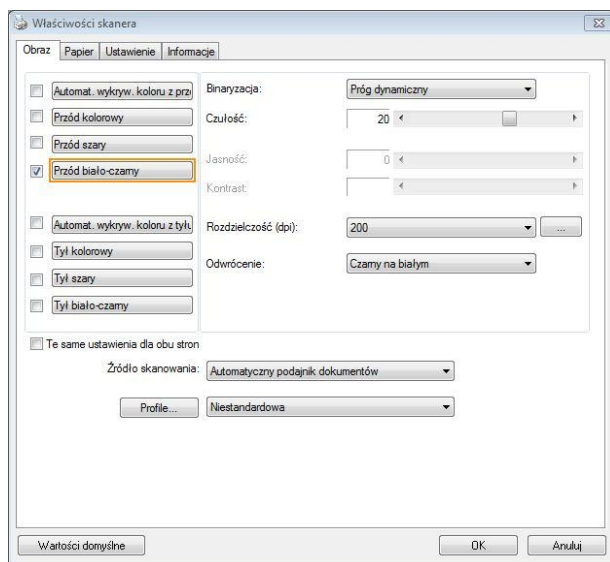 Właściwości skanera
Obraz Papier Ustawienie Informacje
Automat. wykryw. koloru z prz
Przód kolorowy
Przód szary
Przód biało-czarny
Automat. wykryw. koloru z tyłu
Tył kolorowy
Tył szary
Tył biało-czarny
Binaryzacja: Próg dynamiczny
Czułość: 20
Jasność: 0
Kontrast:
Rozdzielczość (dpi): 200 ...
Odwrócenie: Czarny na białym
Te same ustawienia dla obu stron
Źródło skanowania: Automatyczny podajnik dokumentów
Profile... Niestandardowa
Wartości domyślne OK Anuluj